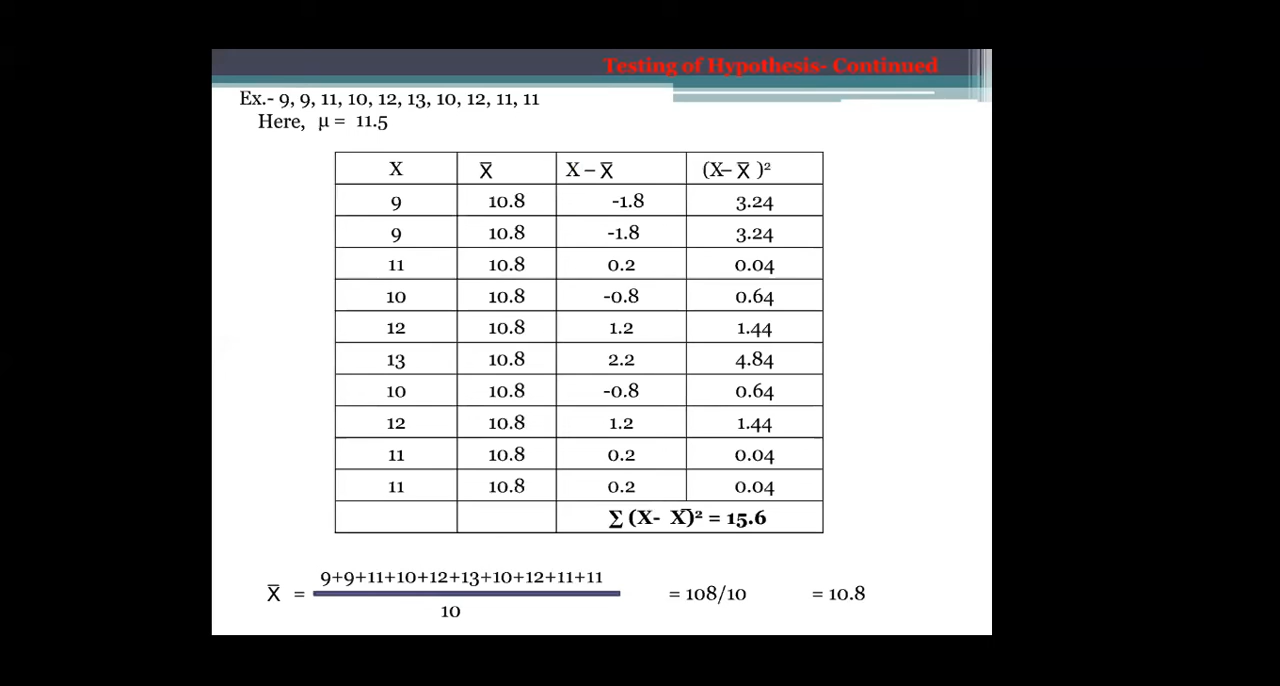 Testing of Hypothesis- Continued
Ex.- 9, 9, 11, 10, 12, 13, 10, 12, 11, 11
Here, μ = 11.5
X X̅ X – X̅ (X– X̅ )²
9 10.8 -1.8 3.24
9 10.8 -1.8 3.24
11 10.8 0.2 0.04
10 10.8 -0.8 0.64
12 10.8 1.2 1.44
13 10.8 2.2 4.84
10 10.8 -0.8 0.64
12 10.8 1.2 1.44
11 10.8 0.2 0.04
11 10.8 0.2 0.04
∑ (X- X̅)² = 15.6
9+9+11+10+12+13+10+12+11+11
X̅ = = 108/10 = 10.8
10